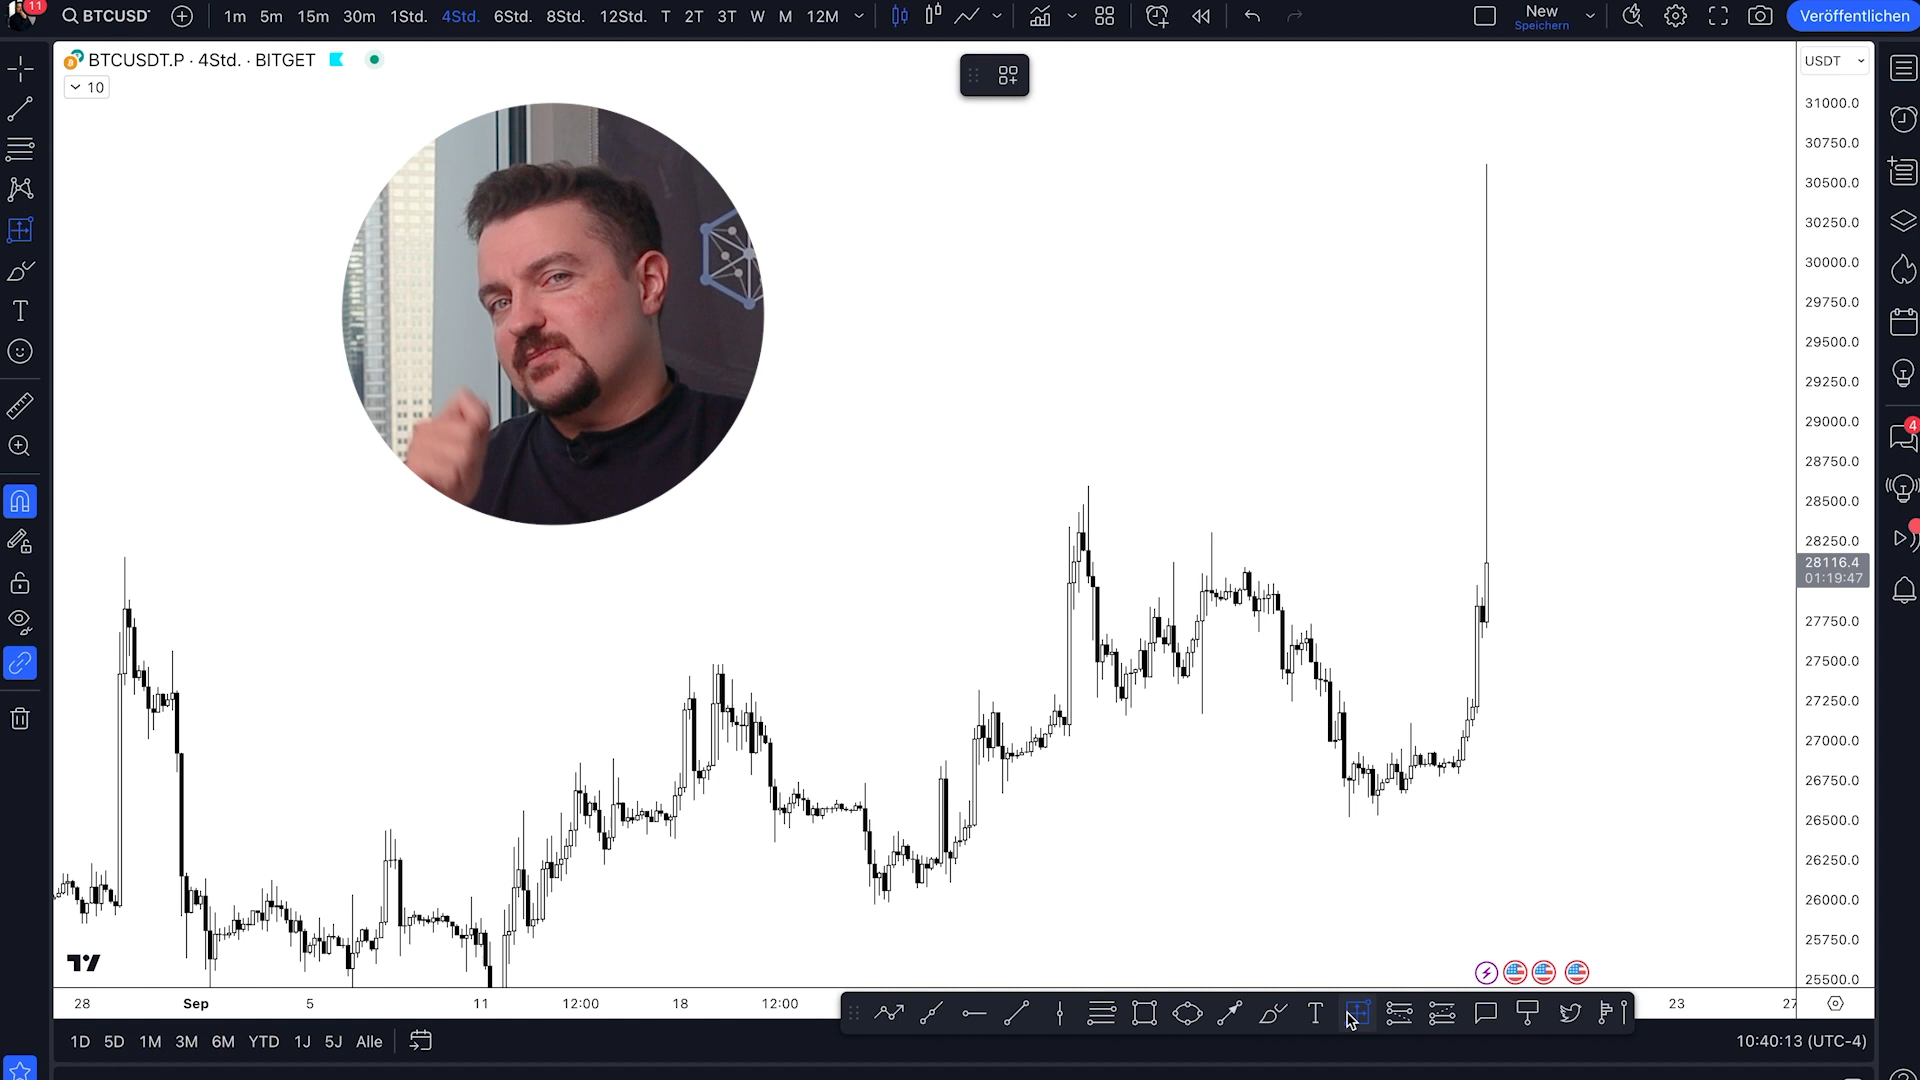 11
BTCUSD
1m 5m 15m 30m 1Std. 4Std. 6Std. 8Std. 12Std. T 2T 3T W M 12M
New
Speichern
Veröffentlichen
BTCUSDT.P · 4Std. · BITGET
10
USDT
31000.0
30750.0
30500.0
30250.0
30000.0
29750.0
29500.0
29250.0
29000.0
28750.0
28500.0
28250.0
28116.4
01:19:47
27750.0
27500.0
27250.0
27000.0
26750.0
26500.0
26250.0
26000.0
25750.0
25500.0
4
28 Sep 5 11 12:00 18 12:00 23 27
1D 5D 1M 3M 6M YTD 1J 5J Alle
10:40:13 (UTC-4)